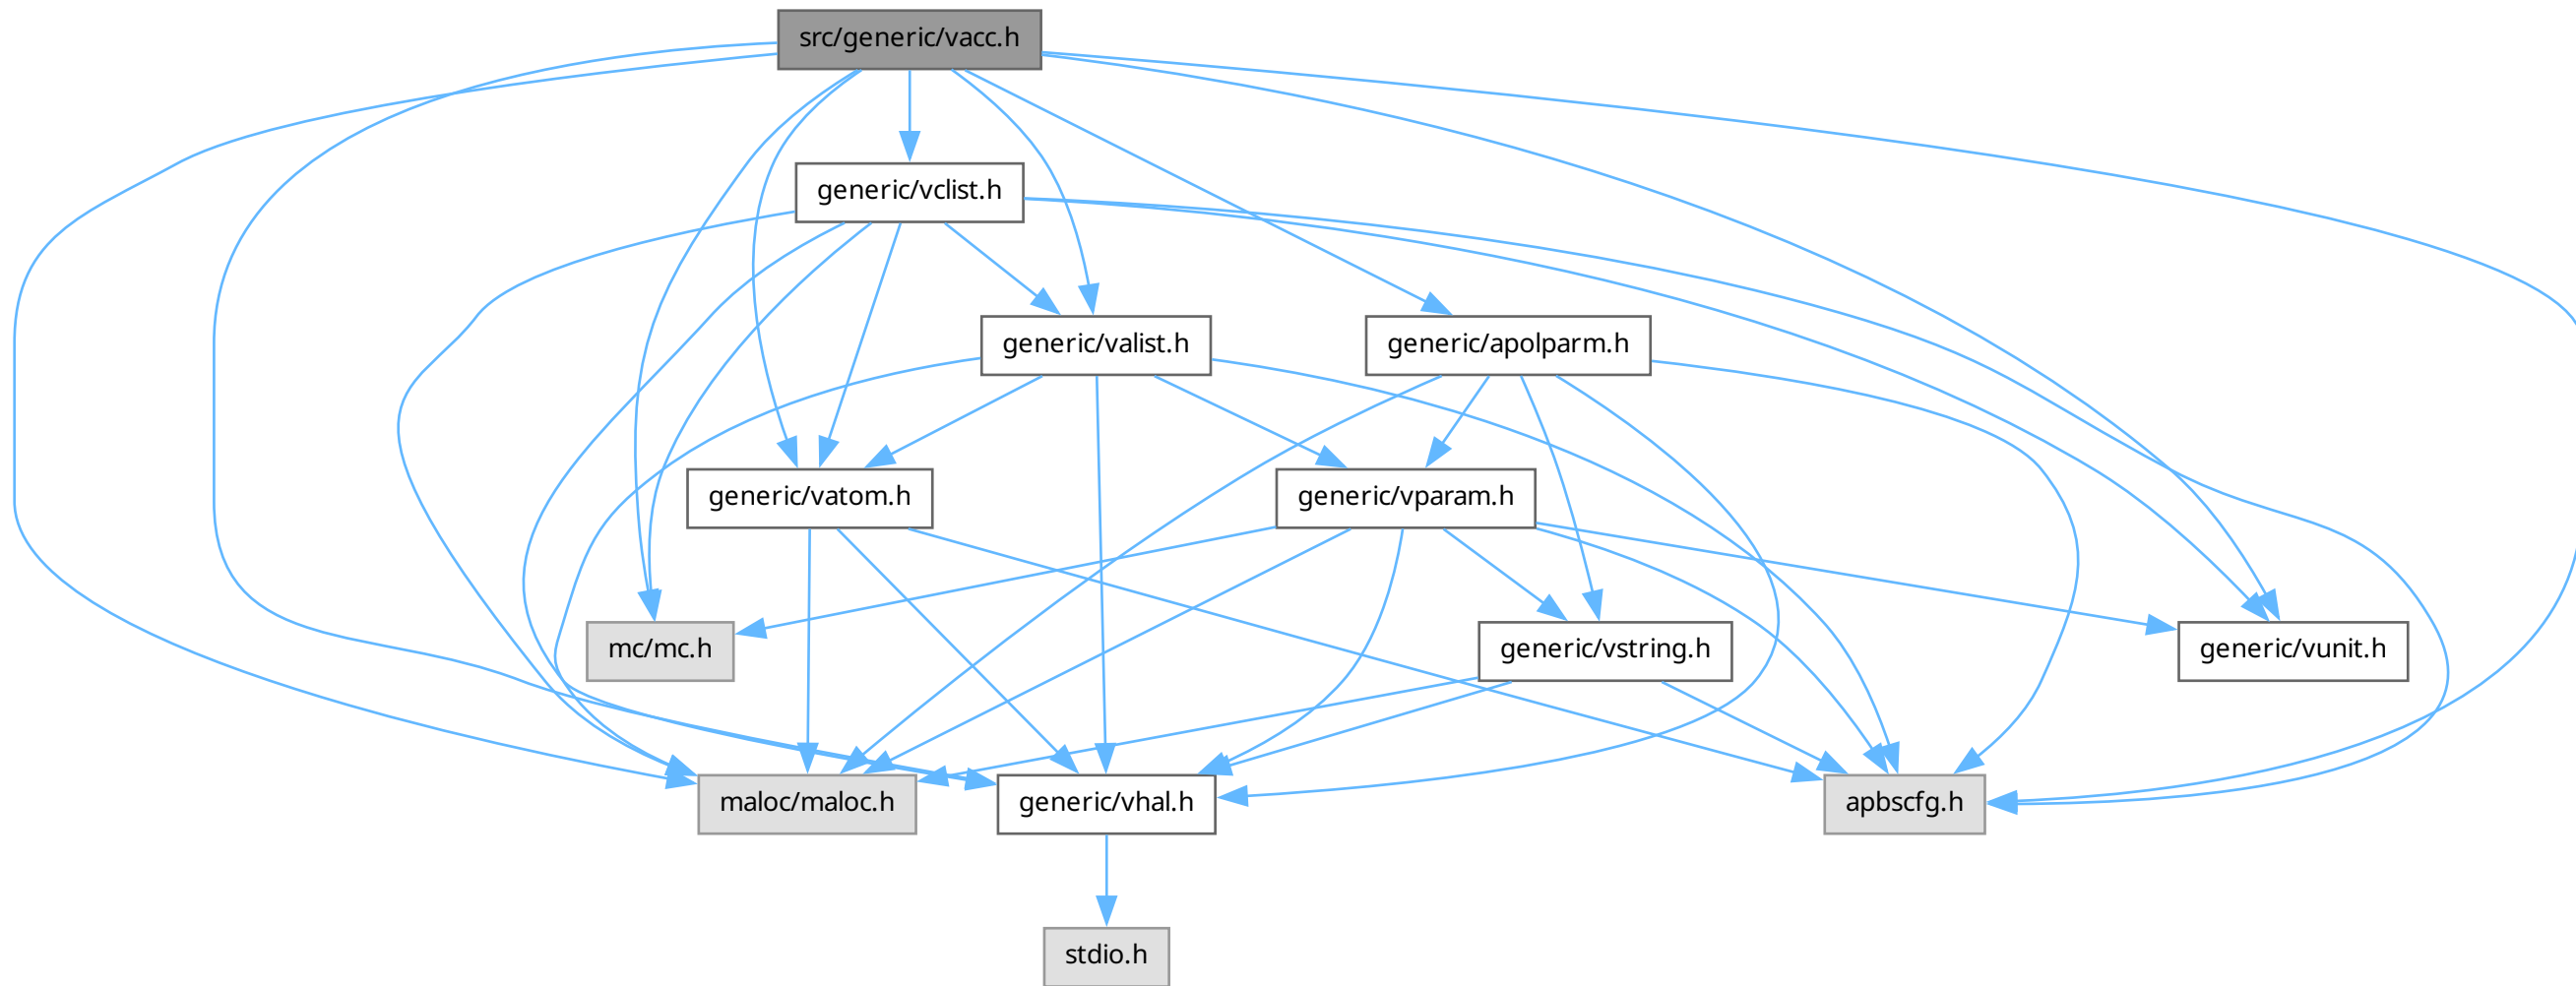 src/generic/vacc.h
generic/vclist.h
generic/valist.h
generic/apolparm.h
generic/vatom.h
generic/vparam.h
mc/mc.h
generic/vstring.h
generic/vunit.h
maloc/maloc.h
generic/vhal.h
apbscfg.h
stdio.h